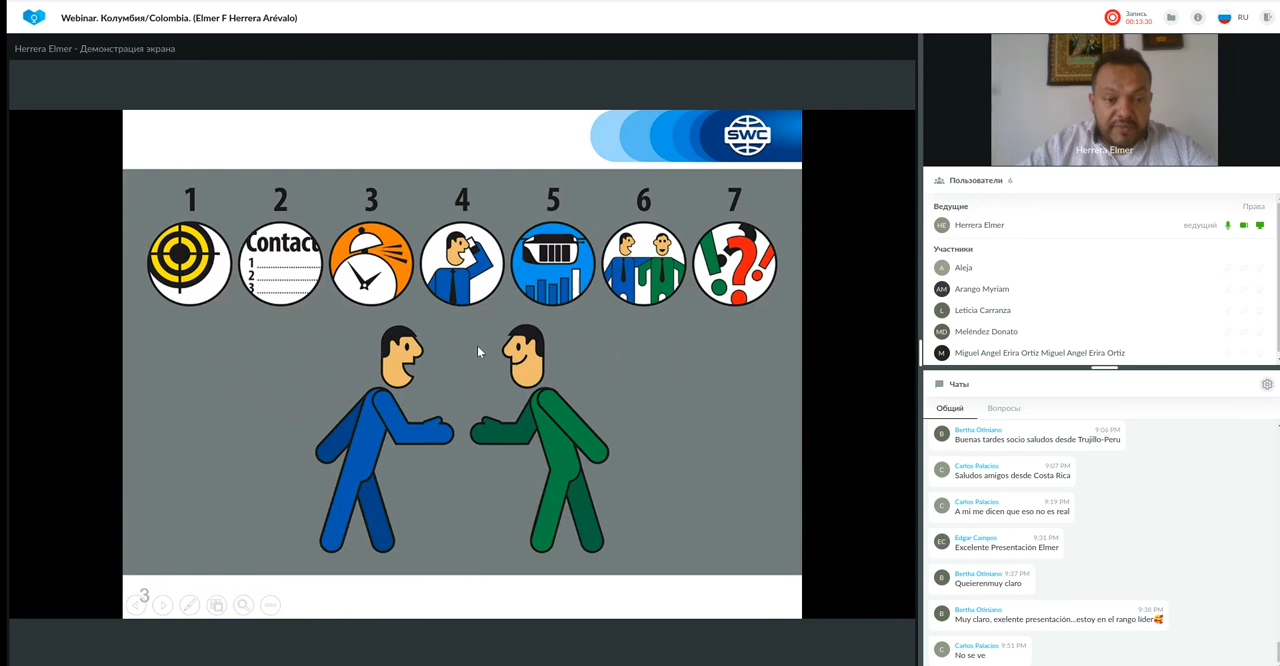 Webinar. Колумбия/Colombia. (Elmer F Herrera Arévalo)
Запись
00:13:30
RU
Herrera Elmer - Демонстрация экрана
SWC
1 2 3 4 5 6 7
Contact
1
2
3
3
Herrera Elmer
Пользователи 6
Ведущие Права
HE Herrera Elmer ведущий
Участники
A Aleja
AM Arango Myriam
L Leticia Carranza
MD Meléndez Donato
M Miguel Angel Erira Ortiz Miguel Angel Erira Ortiz
Чаты
Общий Вопросы
B Bertha Otiniano 9:06 PM
Buenas tardes socio saludos desde Trujillo-Peru
C Carlos Palacios 9:07 PM
Saludos amigos desde Costa Rica
C Carlos Palacios 9:19 PM
A mi me dicen que eso no es real
EC Edgar Campos 9:31 PM
Excelente Presentación Elmer
B Bertha Otiniano 9:37 PM
Queierenmuy claro
B Bertha Otiniano 9:38 PM
Muy claro, exelente presentación...estoy en el rango líder🥰
C Carlos Palacios 9:51 PM
No se ve